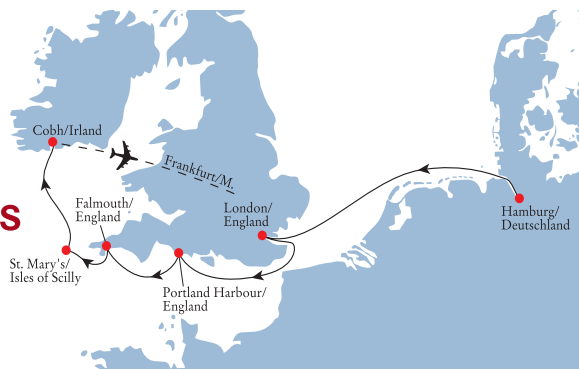 Cobh/Irland
Frankfurt/M.
S
Falmouth/
England
London/
England
Hamburg/
Deutschland
St. Mary's/
Isles of Scilly
Portland Harbour/
England